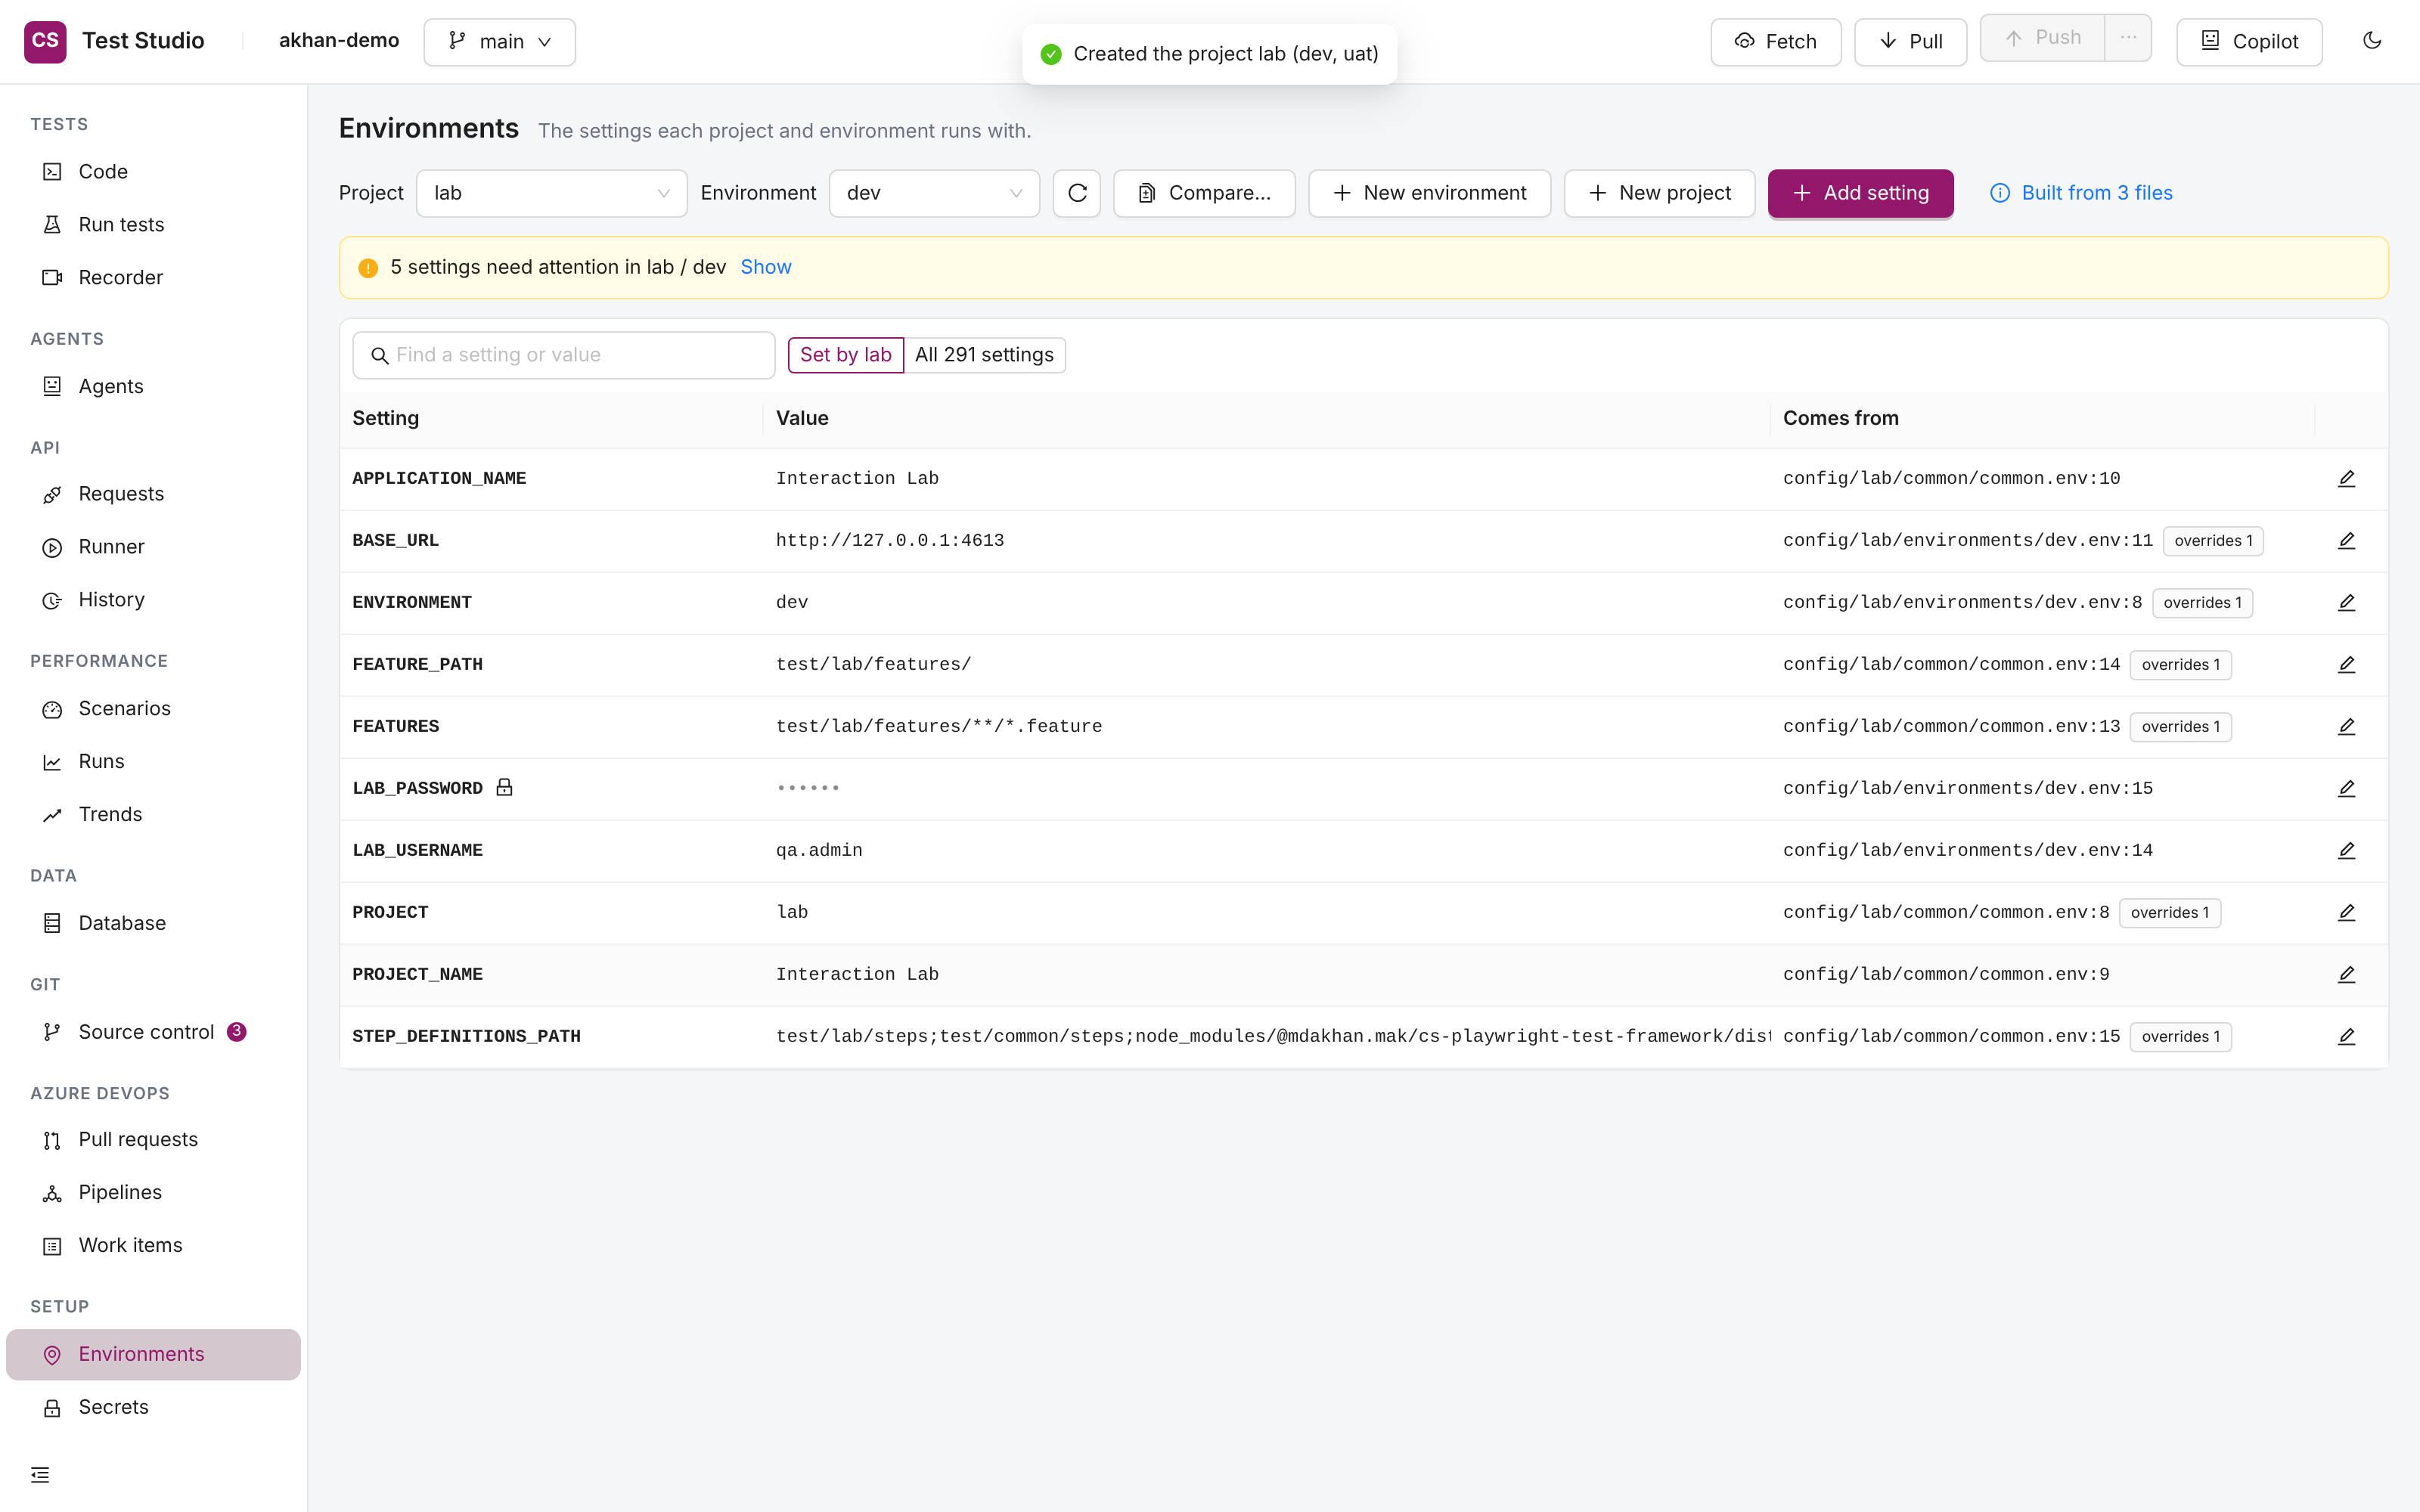 CS Test Studio akhan-demo main Created the project lab (dev, uat) Fetch Pull Push ... Copilot
TESTS
Code
Run tests
Recorder
AGENTS
Agents
API
Requests
Runner
History
PERFORMANCE
Scenarios
Runs
Trends
DATA
Database
GIT
Source control 3
AZURE DEVOPS
Pull requests
Pipelines
Work items
SETUP
Environments
Secrets
Environments The settings each project and environment runs with.
Project lab Environment dev Compare... + New environment + New project + Add setting Built from 3 files
! 5 settings need attention in lab / dev Show
Find a setting or value Set by lab All 291 settings
Setting Value Comes from
APPLICATION_NAME Interaction Lab config/lab/common/common.env:10
BASE_URL http://127.0.0.1:4613 config/lab/environments/dev.env:11 overrides 1
ENVIRONMENT dev config/lab/environments/dev.env:8 overrides 1
FEATURE_PATH test/lab/features/ config/lab/common/common.env:14 overrides 1
FEATURES test/lab/features/**/*.feature config/lab/common/common.env:13 overrides 1
LAB_PASSWORD •••••• config/lab/environments/dev.env:15
LAB_USERNAME qa.admin config/lab/environments/dev.env:14
PROJECT lab config/lab/common/common.env:8 overrides 1
PROJECT_NAME Interaction Lab config/lab/common/common.env:9
STEP_DEFINITIONS_PATH test/lab/steps;test/common/steps;node_modules/@mdakhan.mak/cs-playwright-test-framework/dist config/lab/common/common.env:15 overrides 1